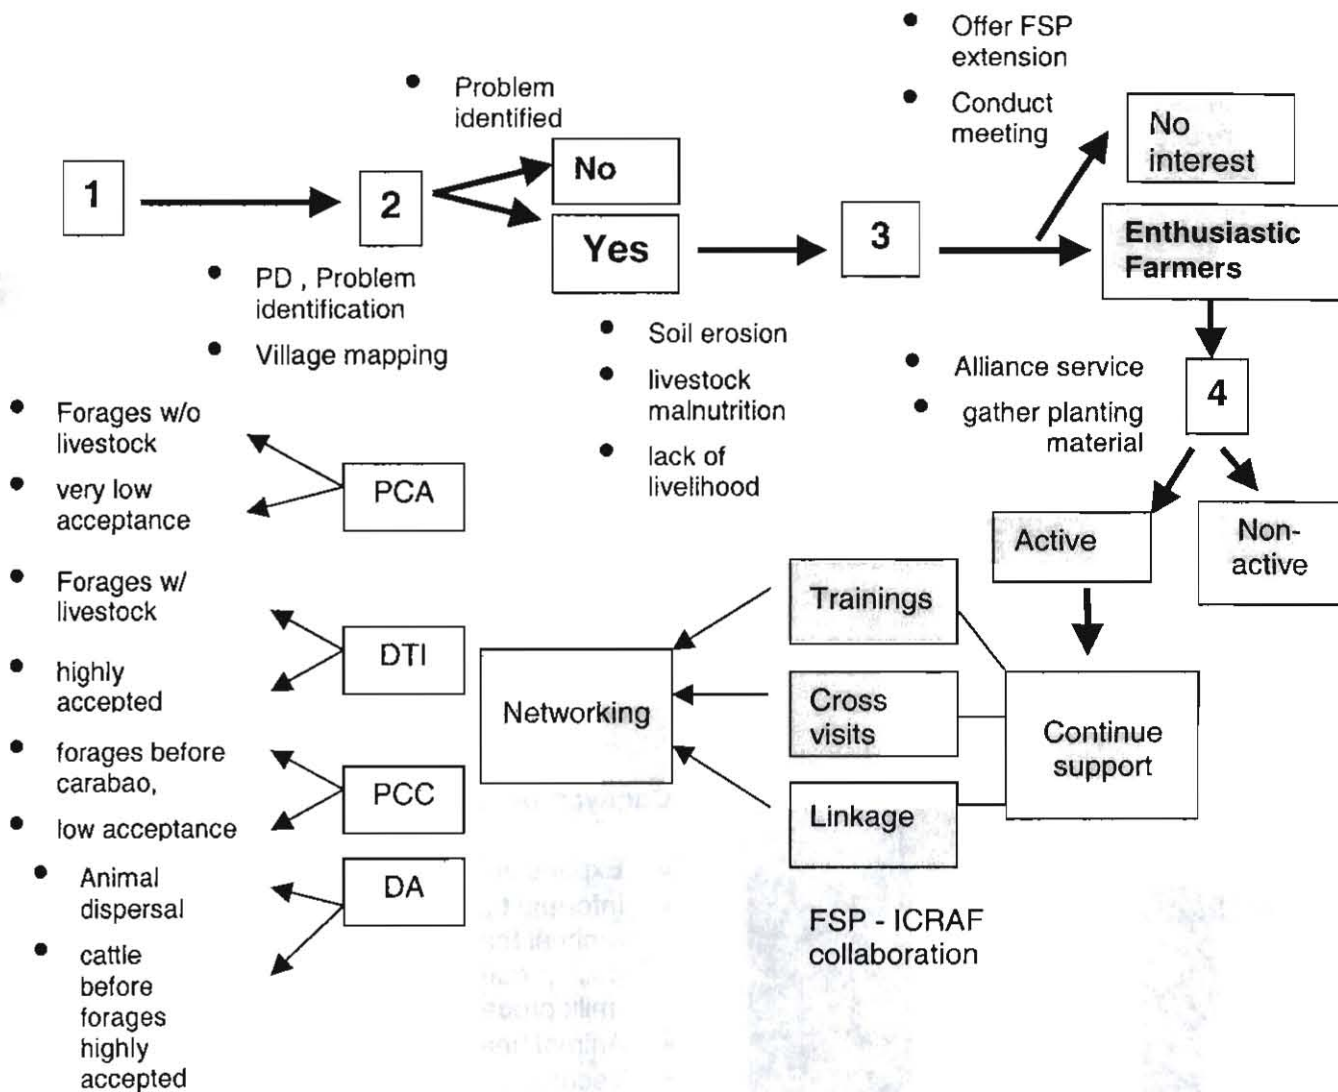 • Offer FSP
extension
• Conduct
meeting
• Problem
identified
No
interest
1
2
No
Yes
3
Enthusiastic
Farmers
• PD , Problem
identification
• Village mapping
• Soil erosion
• livestock
malnutrition
• lack of
livelihood
• Alliance service
• gather planting
material
4
Active
Non-
active
• Forages w/o
livestock
• very low
acceptance
PCA
• Forages w/
livestock
• highly
accepted
DTI
• forages before
carabao,
• low acceptance
PCC
• Animal
dispersal
• cattle
before
forages
highly
accepted
DA
Networking
Trainings
Cross
visits
Linkage
Continue
support
FSP - ICRAF
collaboration